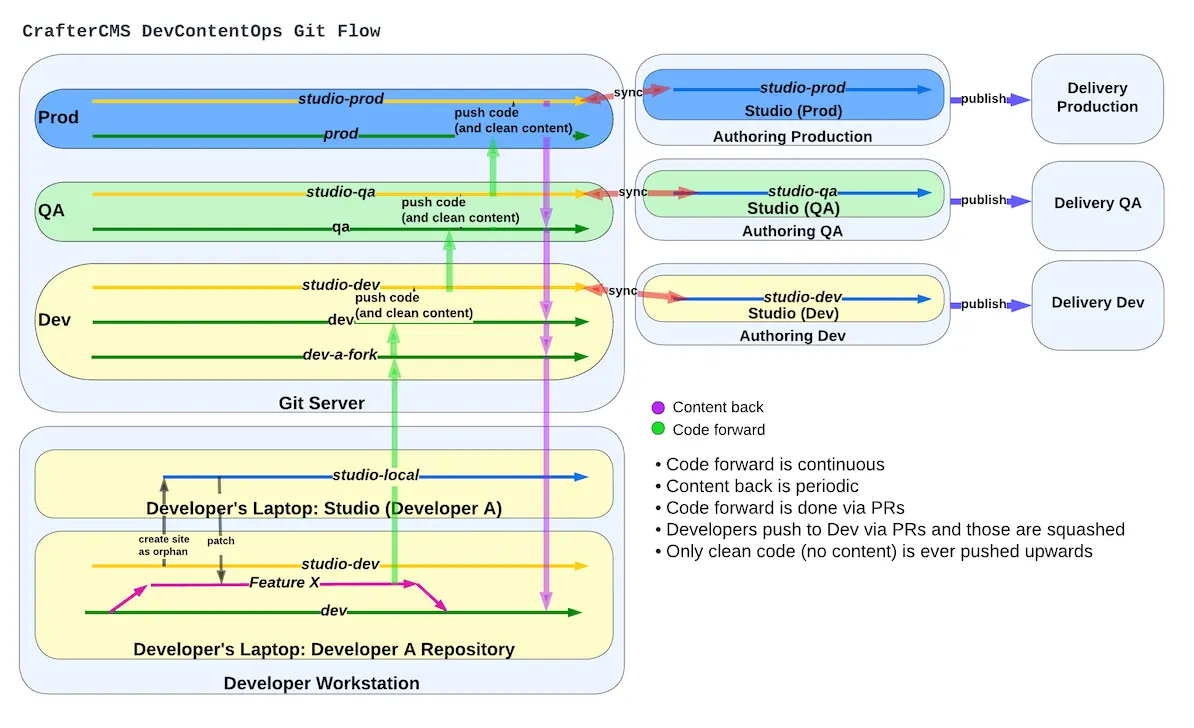 CrafterCMS DevContentOps Git Flow
Prod
studio-prod
push code
(and clean content)
prod
sync
studio-prod
Studio (Prod)
Authoring Production
publish
Delivery
Production
QA
studio-qa
push code
(and clean content)
qa
sync
studio-qa
Studio (QA)
Authoring QA
publish
Delivery QA
Dev
studio-dev
push code
(and clean content)
dev
dev-a-fork
sync
studio-dev
Studio (Dev)
Authoring Dev
publish
Delivery Dev
Git Server
Content back
Code forward
• Code forward is continuous
• Content back is periodic
• Code forward is done via PRs
• Developers push to Dev via PRs and those are squashed
• Only clean code (no content) is ever pushed upwards
studio-local
Developer's Laptop: Studio (Developer A)
create site
as orphan
patch
studio-dev
Feature X
dev
Developer's Laptop: Developer A Repository
Developer Workstation